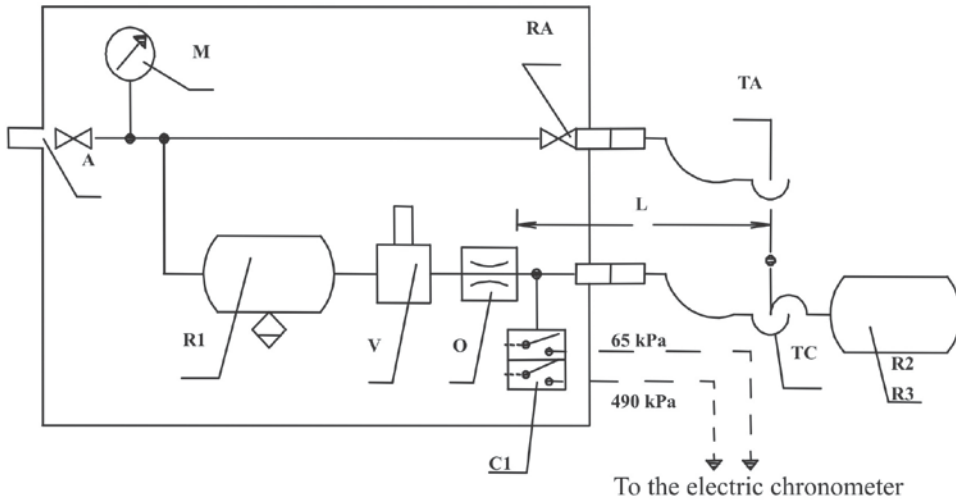 M
RA
TA
A
L
R1
V
O
65 kPa
TC
R2
R3
490 kPa
C1
To the electric chronometer